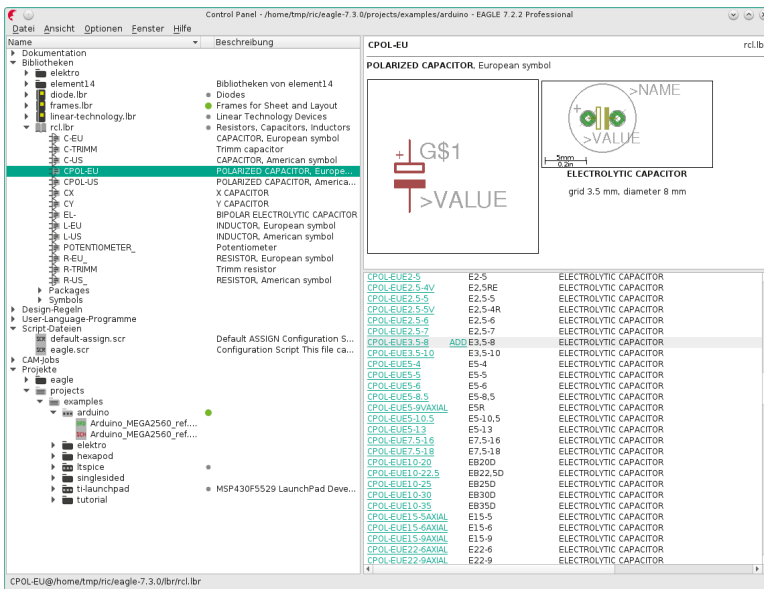 Control Panel - /home/tmp/ric/eagle-7.3.0/projects/examples/arduino - EAGLE 7.2.2 Professional
Datei Ansicht Optionen Fenster Hilfe
Name Beschreibung
Dokumentation
Bibliotheken
elektro
element14 Bibliotheken von element14
diode.lbr Diodes
frames.lbr Frames for Sheet and Layout
linear-technology.lbr Linear Technology Devices
rcl.lbr Resistors, Capacitors, Inductors
C-EU CAPACITOR, European symbol
C-TRIMM Trimm capacitor
C-US CAPACITOR, American symbol
CPOL-EU POLARIZED CAPACITOR, Europe...
CPOL-US POLARIZED CAPACITOR, America...
CX X CAPACITOR
CY Y CAPACITOR
EL- BIPOLAR ELECTROLYTIC CAPACITOR
L-EU INDUCTOR, European symbol
L-US INDUCTOR, American symbol
POTENTIOMETER_ Potentiometer
R-EU_ RESISTOR, European symbol
R-TRIMM Trimm resistor
R-US_ RESISTOR, American symbol
Packages
Symbols
Design-Regeln
User-Language-Programme
Script-Dateien
default-assign.scr Default ASSIGN Configuration S...
eagle.scr Configuration Script This file ca...
CAM-Jobs
Projekte
eagle
projects
examples
arduino
Arduino_MEGA2560_ref....
Arduino_MEGA2560_ref....
elektro
hexapod
ltspice
singlesided
ti-launchpad MSP430F5529 LaunchPad Deve...
tutorial
CPOL-EU rcl.lb
POLARIZED CAPACITOR, European symbol
G$1
>VALUE
>NAME
>VALUE
5mm
0.2in
ELECTROLYTIC CAPACITOR
grid 3.5 mm, diameter 8 mm
CPOL-EUE2-5 E2-5 ELECTROLYTIC CAPACITOR
CPOL-EUE2.5-4V E2,5RE ELECTROLYTIC CAPACITOR
CPOL-EUE2.5-5 E2,5-5 ELECTROLYTIC CAPACITOR
CPOL-EUE2.5-5V E2,5-4R ELECTROLYTIC CAPACITOR
CPOL-EUE2.5-6 E2,5-6 ELECTROLYTIC CAPACITOR
CPOL-EUE2.5-7 E2,5-7 ELECTROLYTIC CAPACITOR
CPOL-EUE3.5-8 ADD E3,5-8 ELECTROLYTIC CAPACITOR
CPOL-EUE3.5-10 E3,5-10 ELECTROLYTIC CAPACITOR
CPOL-EUE5-4 E5-4 ELECTROLYTIC CAPACITOR
CPOL-EUE5-5 E5-5 ELECTROLYTIC CAPACITOR
CPOL-EUE5-6 E5-6 ELECTROLYTIC CAPACITOR
CPOL-EUE5-8.5 E5-8,5 ELECTROLYTIC CAPACITOR
CPOL-EUE5-9VAXIAL E5R ELECTROLYTIC CAPACITOR
CPOL-EUE5-10.5 E5-10,5 ELECTROLYTIC CAPACITOR
CPOL-EUE5-13 E5-13 ELECTROLYTIC CAPACITOR
CPOL-EUE7.5-16 E7,5-16 ELECTROLYTIC CAPACITOR
CPOL-EUE7.5-18 E7,5-18 ELECTROLYTIC CAPACITOR
CPOL-EUE10-20 EB20D ELECTROLYTIC CAPACITOR
CPOL-EUE10-22.5 EB22,5D ELECTROLYTIC CAPACITOR
CPOL-EUE10-25 EB25D ELECTROLYTIC CAPACITOR
CPOL-EUE10-30 EB30D ELECTROLYTIC CAPACITOR
CPOL-EUE10-35 EB35D ELECTROLYTIC CAPACITOR
CPOL-EUE15-5AXIAL E15-5 ELECTROLYTIC CAPACITOR
CPOL-EUE15-6AXIAL E15-6 ELECTROLYTIC CAPACITOR
CPOL-EUE15-9AXIAL E15-9 ELECTROLYTIC CAPACITOR
CPOL-EUE22-6AXIAL E22-6 ELECTROLYTIC CAPACITOR
CPOL-EUE22-9AXIAL E22-9 ELECTROLYTIC CAPACITOR
CPOL-EU@/home/tmp/ric/eagle-7.3.0/lbr/rcl.lbr